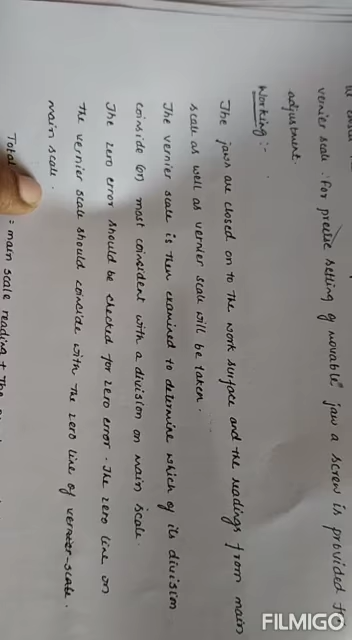 vernier scale. For precise setting of movable jaw a screw is provided for
adjustment.
Working :-
The jaws are closed on to the work surface and the readings from main
scale as well as vernier scale will be taken.
The vernier scale is then examined to determine which of its division
coinside on most coinsident with a division on main scale.
The zero error should be checked for zero error. The zero line on
the vernier scale should coinside with the zero line of vernier-scale.
main scale.
Total = main scale reading + The
FILMIGO